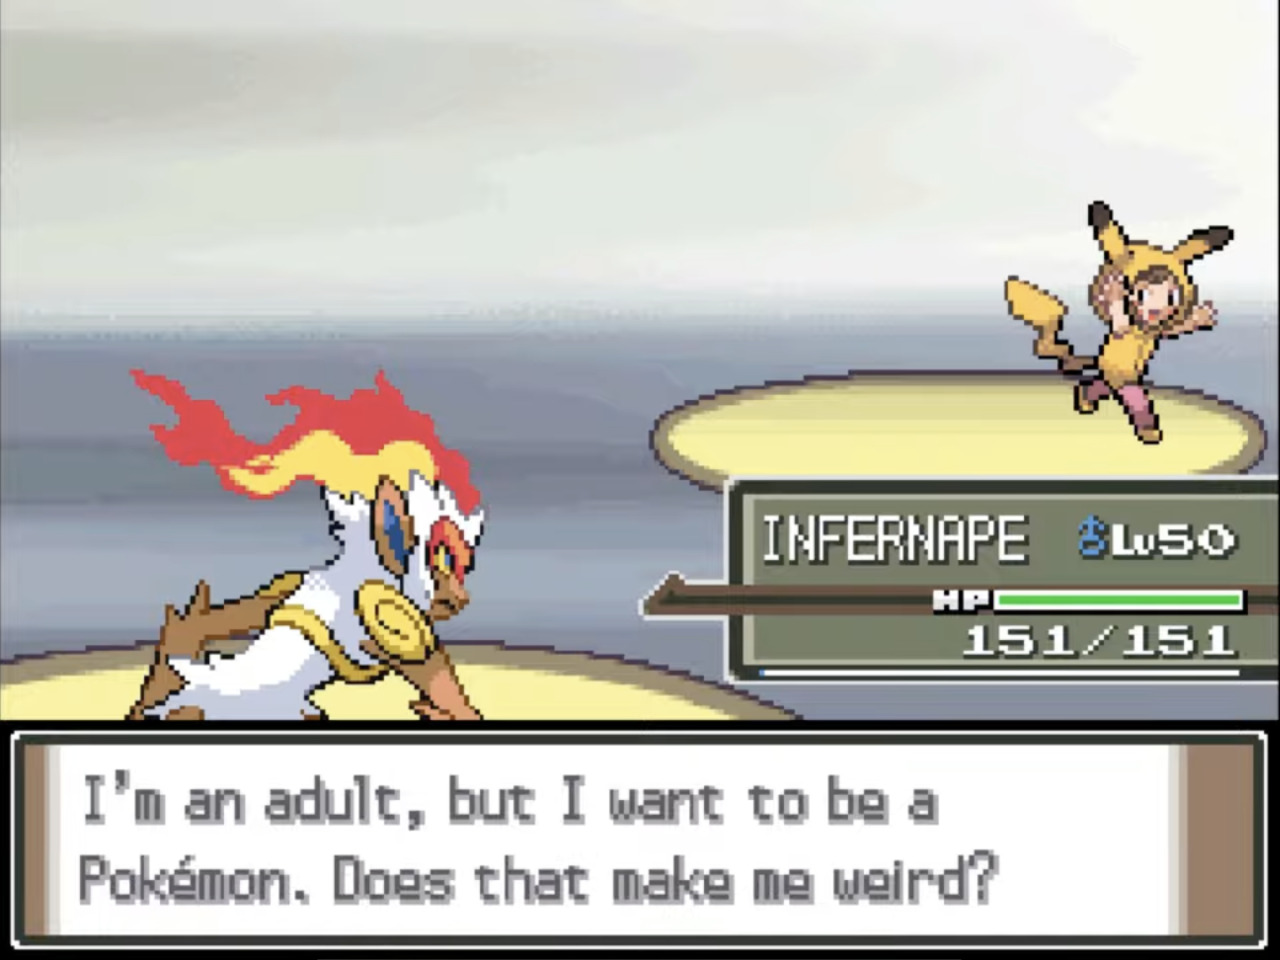 INFERNAPE ♂Lv50
HP
151/151
I'm an adult, but I want to be a
Pokémon. Does that make me weird?